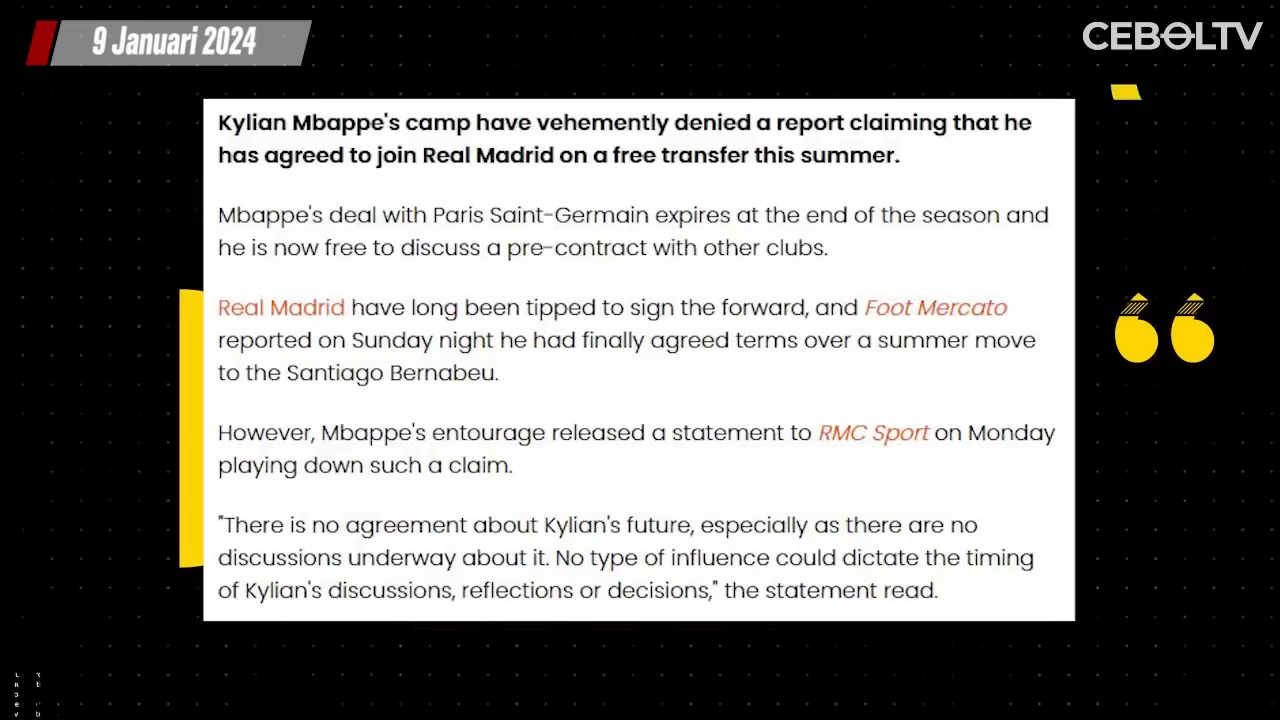 9 Januari 2024
CEBOLTV
Kylian Mbappe's camp have vehemently denied a report claiming that he
has agreed to join Real Madrid on a free transfer this summer.
Mbappe's deal with Paris Saint-Germain expires at the end of the season and
he is now free to discuss a pre-contract with other clubs.
Real Madrid have long been tipped to sign the forward, and Foot Mercato
reported on Sunday night he had finally agreed terms over a summer move
to the Santiago Bernabeu.
However, Mbappe's entourage released a statement to RMC Sport on Monday
playing down such a claim.
"There is no agreement about Kylian's future, especially as there are no
discussions underway about it. No type of influence could dictate the timing
of Kylian's discussions, reflections or decisions," the statement read.